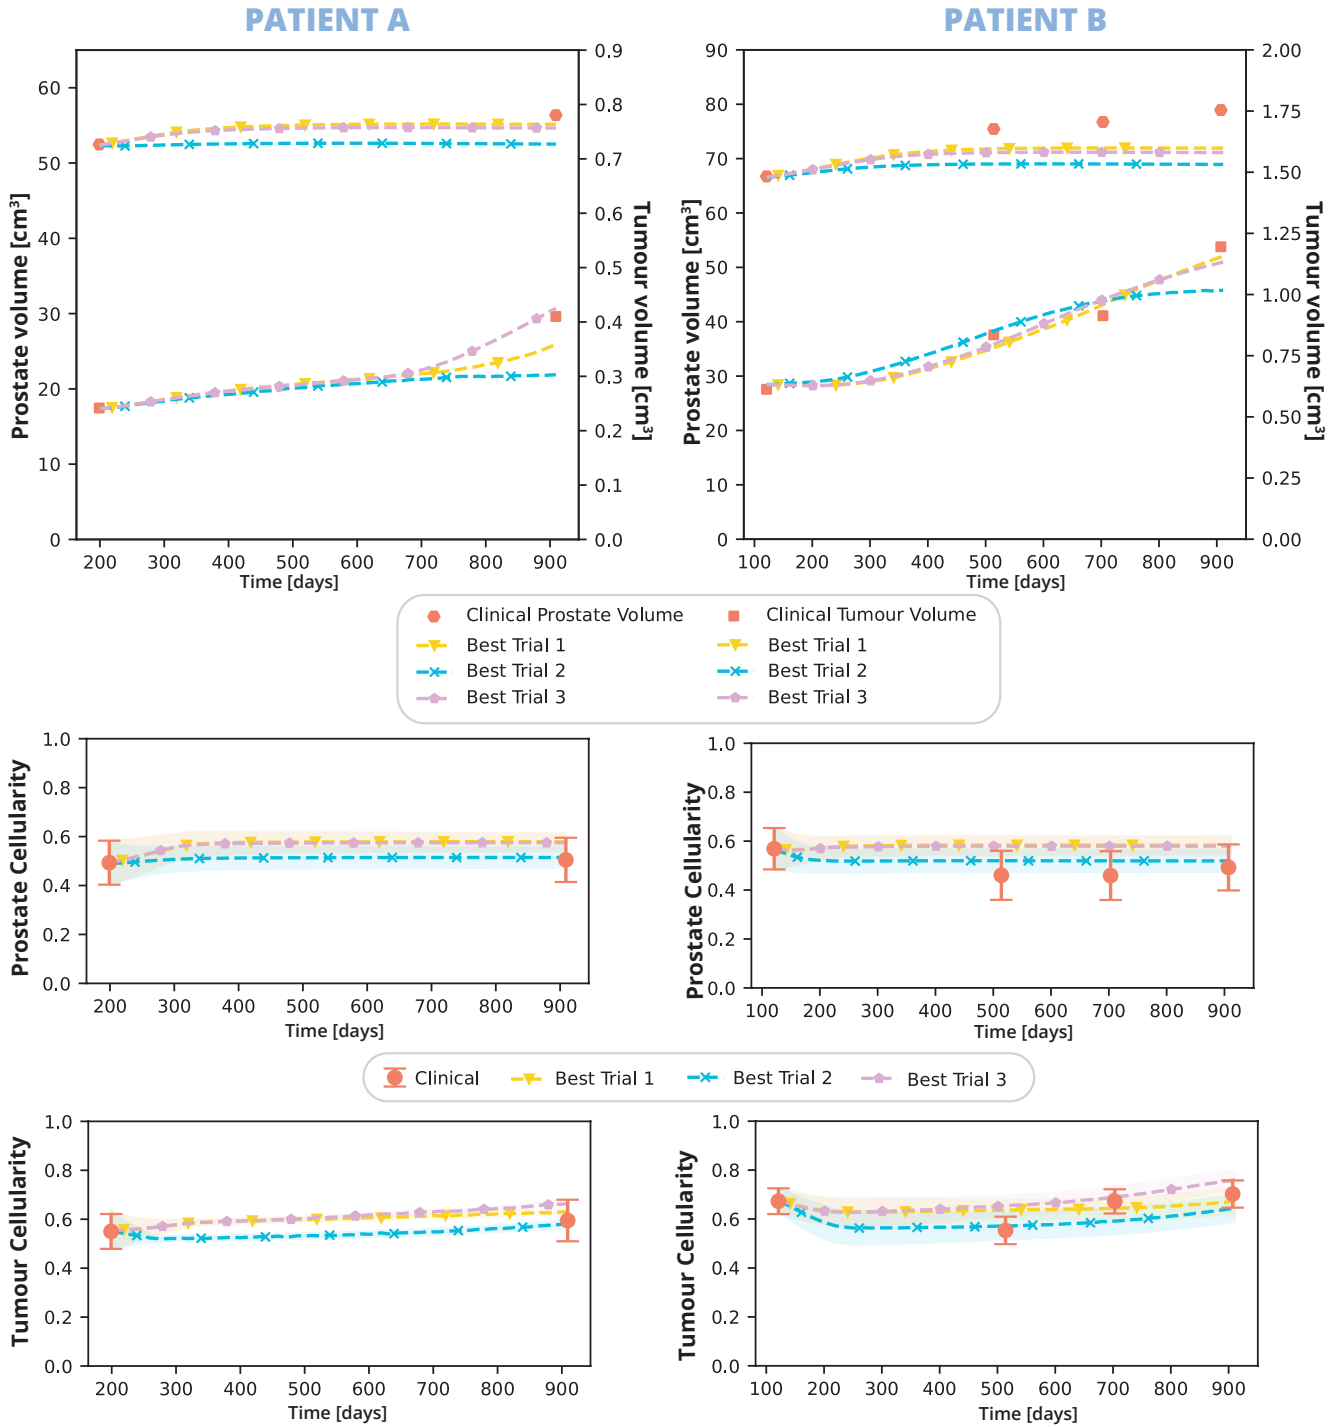 PATIENT A
PATIENT B
Prostate volume [cm³]
0
10
20
30
40
50
60
0.0
0.1
0.2
0.3
0.4
0.5
0.6
0.7
0.8
0.9
Tumour volume [cm³]
200 300 400 500 600 700 800 900
Time [days]
Prostate volume [cm³]
0
10
20
30
40
50
60
70
80
90
0.00
0.25
0.50
0.75
1.00
1.25
1.50
1.75
2.00
Tumour volume [cm³]
100 200 300 400 500 600 700 800 900
Time [days]
Clinical Prostate Volume
Best Trial 1
Best Trial 2
Best Trial 3
Clinical Tumour Volume
Best Trial 1
Best Trial 2
Best Trial 3
Prostate Cellularity
1.0
0.8
0.6
0.4
0.2
0.0
200 300 400 500 600 700 800 900
Time [days]
Prostate Cellularity
1.0
0.8
0.6
0.4
0.2
0.0
100 200 300 400 500 600 700 800 900
Time [days]
Clinical Best Trial 1 Best Trial 2 Best Trial 3
Tumour Cellularity
1.0
0.8
0.6
0.4
0.2
0.0
200 300 400 500 600 700 800 900
Time [days]
Tumour Cellularity
1.0
0.8
0.6
0.4
0.2
0.0
100 200 300 400 500 600 700 800 900
Time [days]